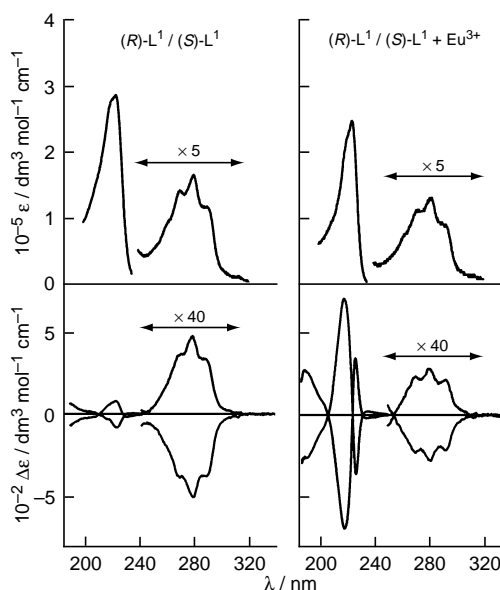 (R)-L¹ / (S)-L¹
(R)-L¹ / (S)-L¹ + Eu³⁺
10⁻⁵ ε / dm³ mol⁻¹ cm⁻¹
4
3
2
1
0
× 5
× 5
10⁻² Δε / dm³ mol⁻¹ cm⁻¹
5
0
−5
× 40
× 40
200 240 280 320
200 240 280 320
λ / nm